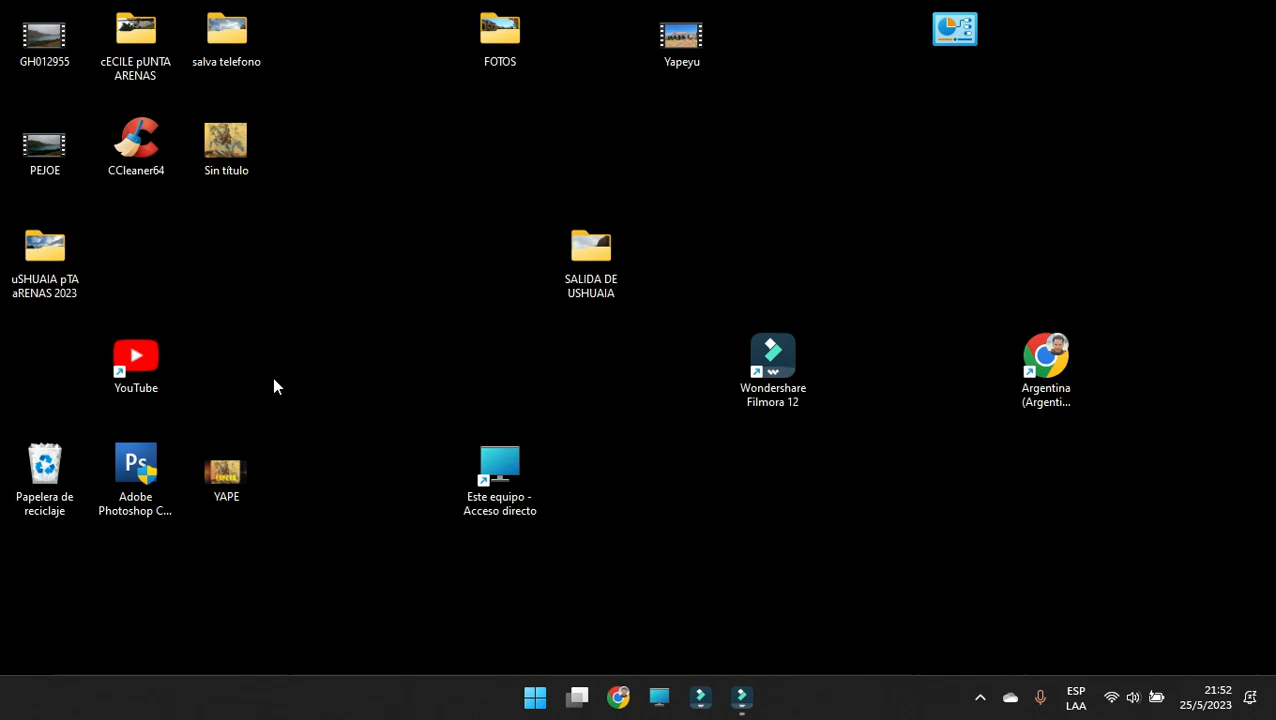 GH012955
cECILE pUNTA
ARENAS
salva telefono
FOTOS
Yapeyu
PEJOE
CCleaner64
Sin título
uSHUAIA pTA
aRENAS 2023
SALIDA DE
USHUAIA
YouTube
Wondershare
Filmora 12
Argentina
(Argenti...
Papelera de
reciclaje
Ps
Adobe
Photoshop C...
YAPE
Este equipo -
Acceso directo
ESP
LAA
21:52
25/5/2023